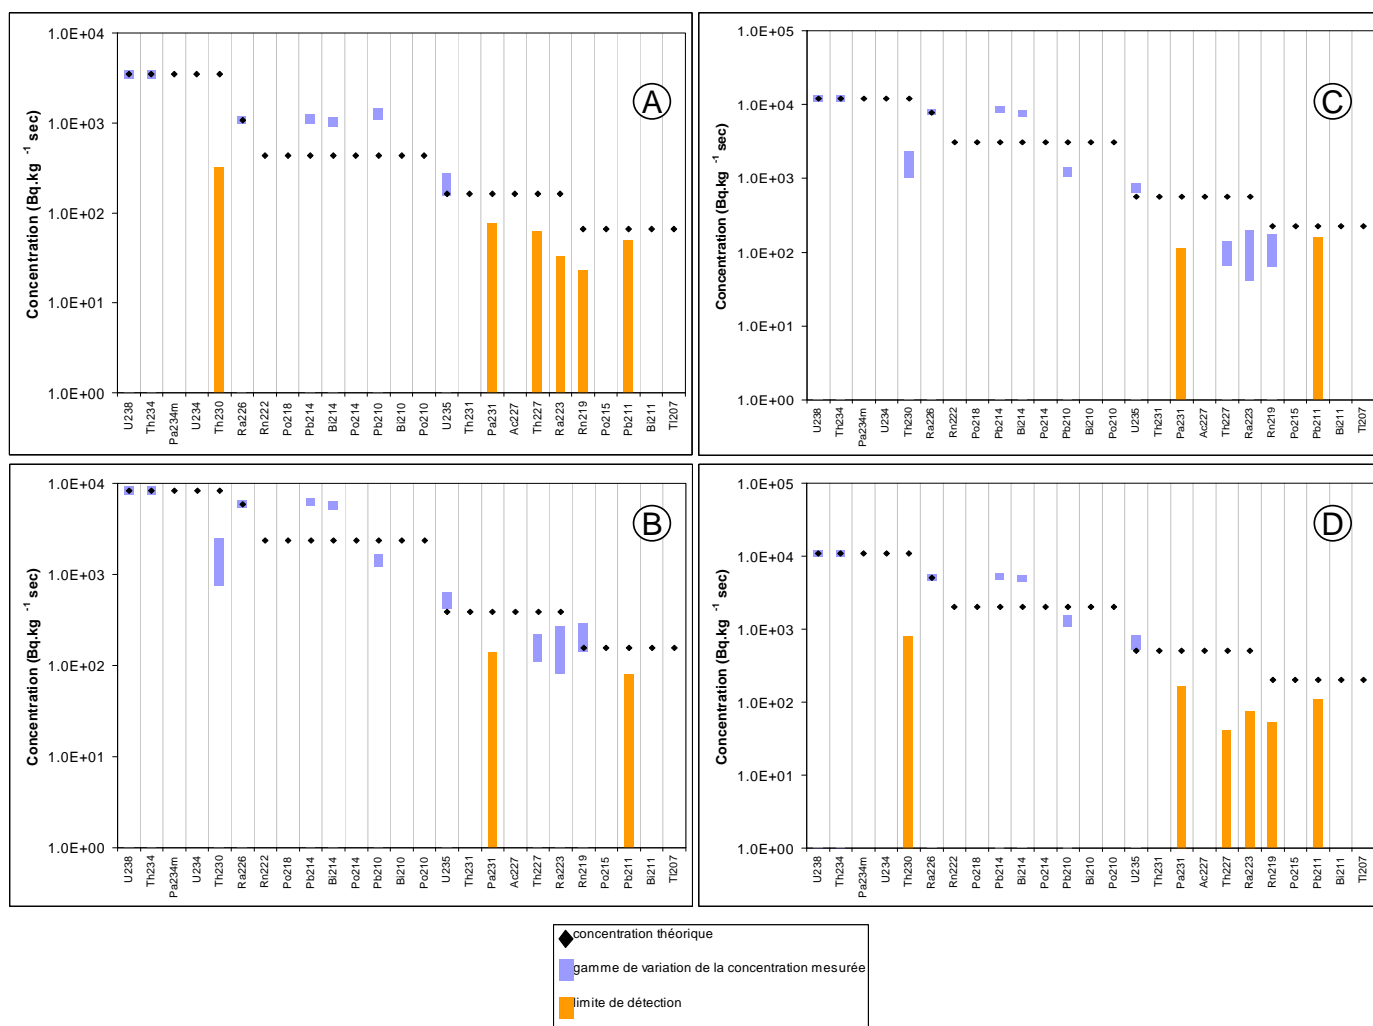 A
Concentration (Bq.kg -1 sec)
1.0E+04
1.0E+03
1.0E+02
1.0E+01
1.0E+00
U238 Th234 Pa234m U234 Th230 Ra226 Rn222 Po218 Pb214 Bi214 Po214 Pb210 Bi210 Po210 U235 Th231 Pa231 Ac227 Th227 Ra223 Rn219 Po215 Pb211 Bi211 Tl207
C
Concentration (Bq.kg -1 sec)
1.0E+05
1.0E+04
1.0E+03
1.0E+02
1.0E+01
1.0E+00
U238 Th234 Pa234m U234 Th230 Ra226 Rn222 Po218 Pb214 Bi214 Po214 Pb210 Bi210 Po210 U235 Th231 Pa231 Ac227 Th227 Ra223 Rn219 Po215 Pb211 Bi211 Tl207
B
Concentration (Bq.kg -1 sec)
1.0E+04
1.0E+03
1.0E+02
1.0E+01
1.0E+00
U238 Th234 Pa234m U234 Th230 Ra226 Rn222 Po218 Pb214 Bi214 Po214 Pb210 Bi210 Po210 U235 Th231 Pa231 Ac227 Th227 Ra223 Rn219 Po215 Pb211 Bi211 Tl207
D
Concentration (Bq.kg -1 sec)
1.0E+05
1.0E+04
1.0E+03
1.0E+02
1.0E+01
1.0E+00
U238 Th234 Pa234m U234 Th230 Ra226 Rn222 Po218 Pb214 Bi214 Po214 Pb210 Bi210 Po210 U235 Th231 Pa231 Ac227 Th227 Ra223 Rn219 Po215 Pb211 Bi211 Tl207
concentration théorique
gamme de variation de la concentration mesurée
limite de détection